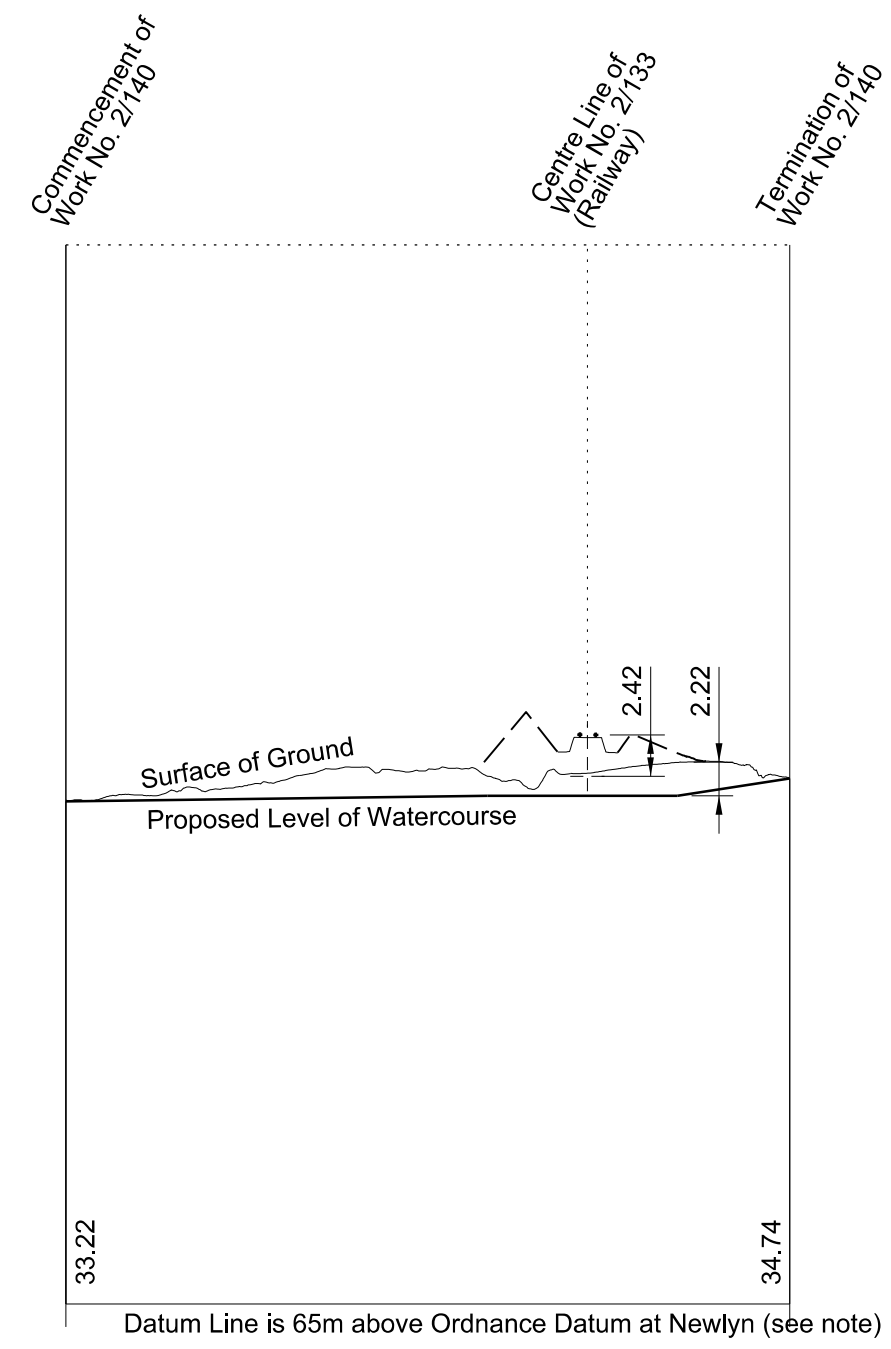 Commencement of
Work No. 2/140
Centre Line of
Work No. 2/133
(Railway)
Termination of
Work No. 2/140
2.42
2.22
Surface of Ground
Proposed Level of Watercourse
33.22
34.74
Datum Line is 65m above Ordnance Datum at Newlyn (see note)